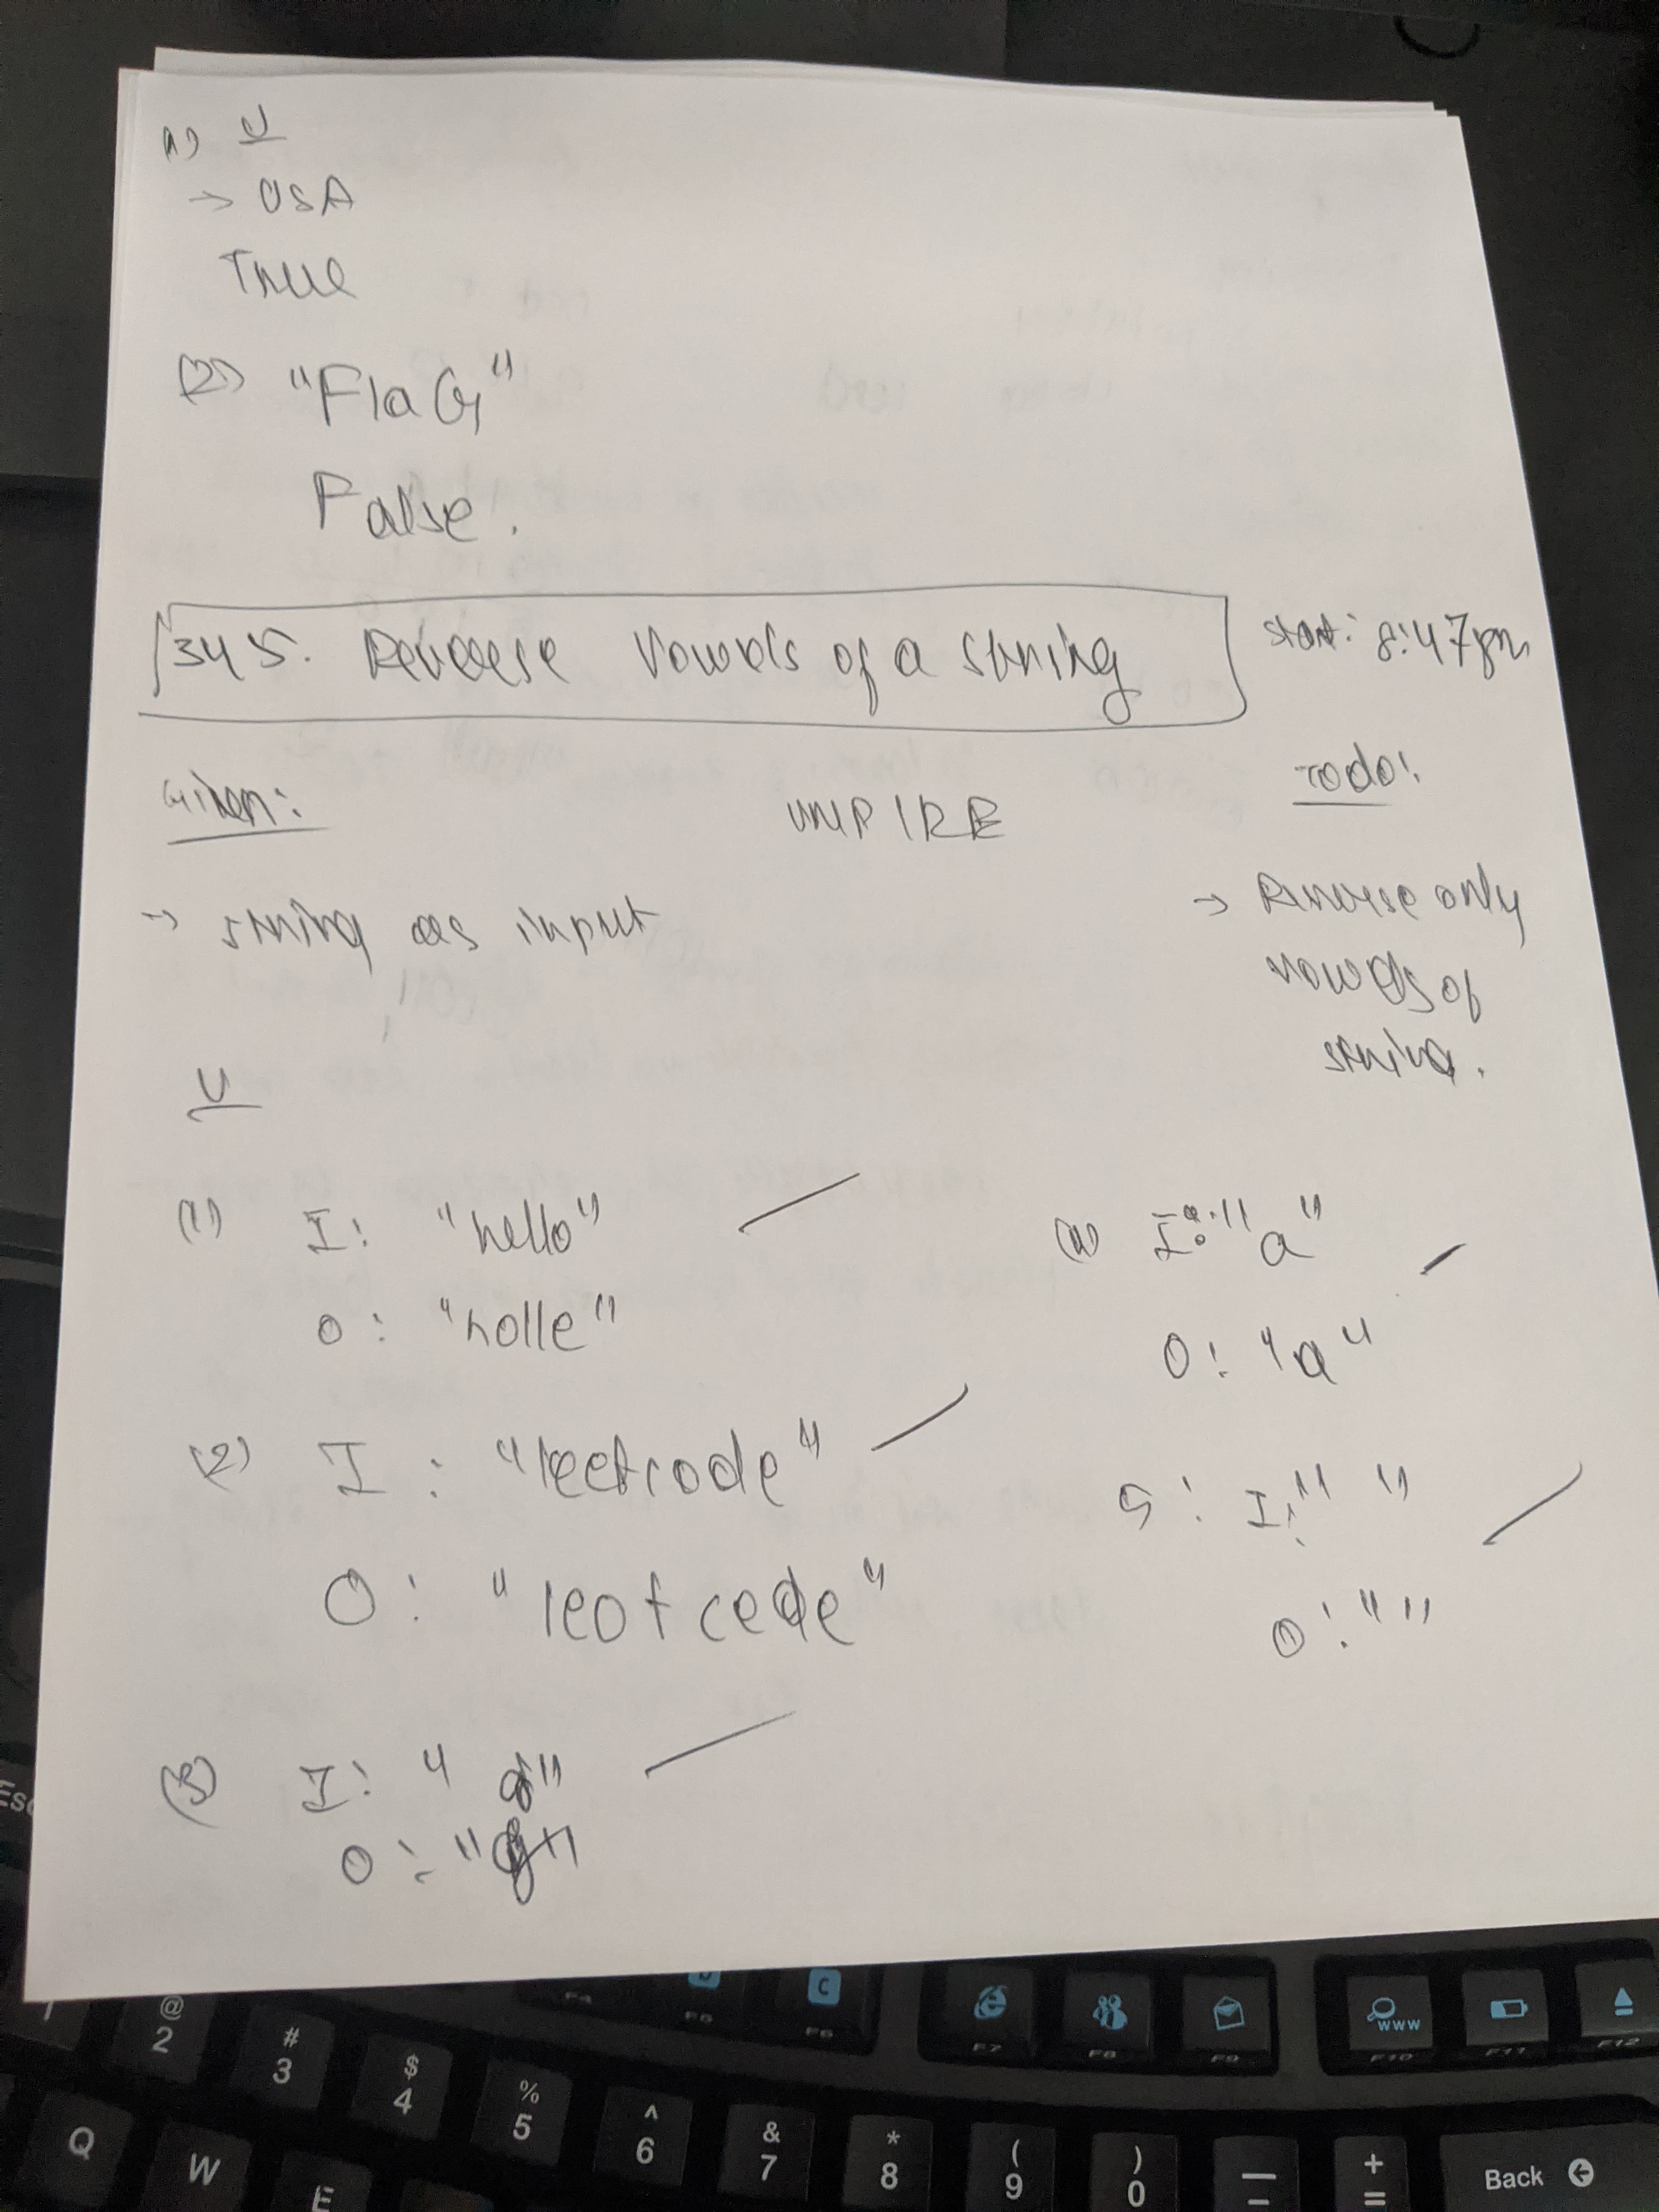 1) U
→ USA
True
(2) "FlaG"
False.
345. Reverse Vowels of a string
start: 8:47pm
Given:
UMPIRE
Todo:
→ string as input
→ Reverse only
vowels of
string.
U
(1) I: "hello"
O: "holle"
(2) I: "leetcode"
O: "leotcede"
(3) I: "
O: "
(4) I: "a"
O: "a"
5: I: " "
O: " "
Esc
F4
F5
C
F6
F7
F8
F9
WWW
F10
F11
F12
@ 2
# 3
$ 4
% 5
^ 6
& 7
* 8
( 9
) 0
_ -
+ =
Back
Q
W
E